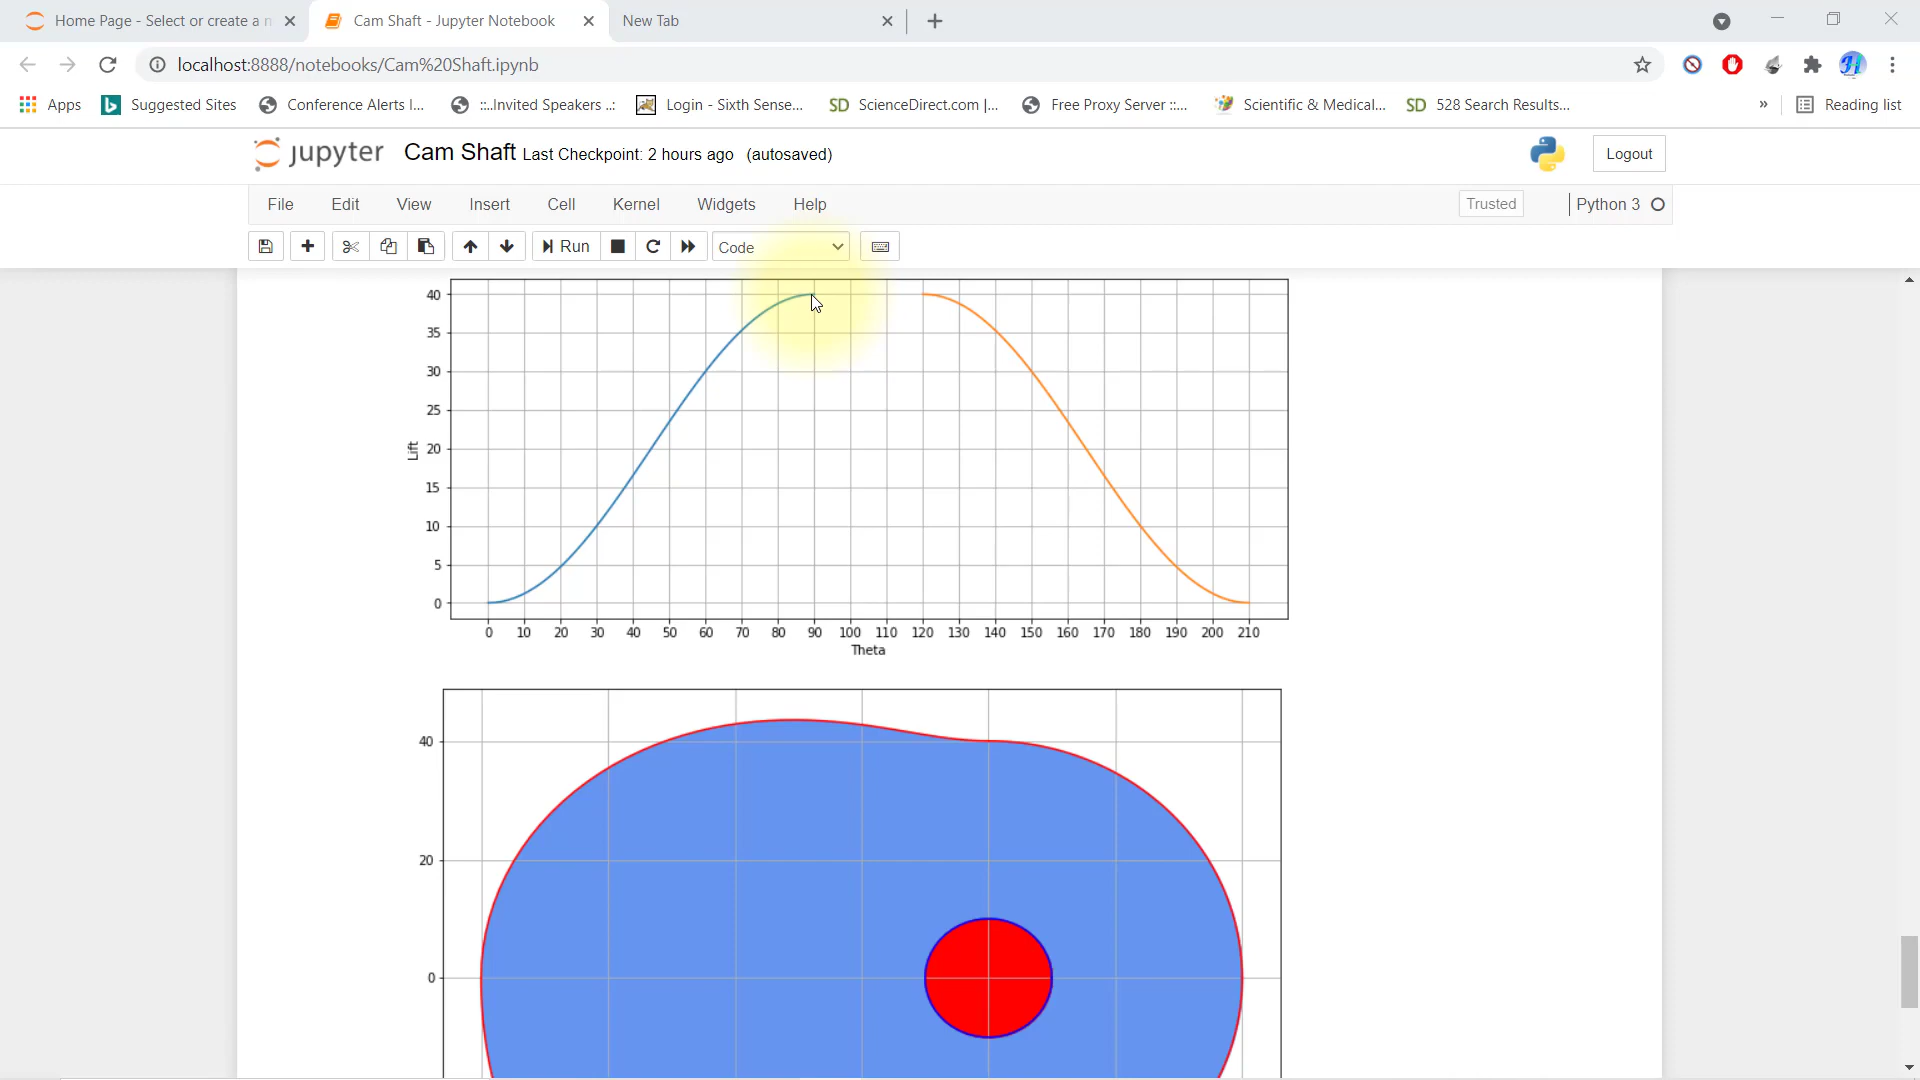 Home Page - Select or create a n
Cam Shaft - Jupyter Notebook
New Tab
localhost:8888/notebooks/Cam%20Shaft.ipynb
Apps
Suggested Sites
Conference Alerts I...
::..Invited Speakers ..:
Login - Sixth Sense...
SD ScienceDirect.com |...
Free Proxy Server ::...
Scientific & Medical...
SD 528 Search Results...
»
Reading list
jupyter Cam Shaft Last Checkpoint: 2 hours ago (autosaved)
Logout
File Edit View Insert Cell Kernel Widgets Help
Trusted
Python 3
Run
Code
40
35
30
25
20
15
10
5
0
Lift
0 10 20 30 40 50 60 70 80 90 100 110 120 130 140 150 160 170 180 190 200 210
Theta
40
20
0